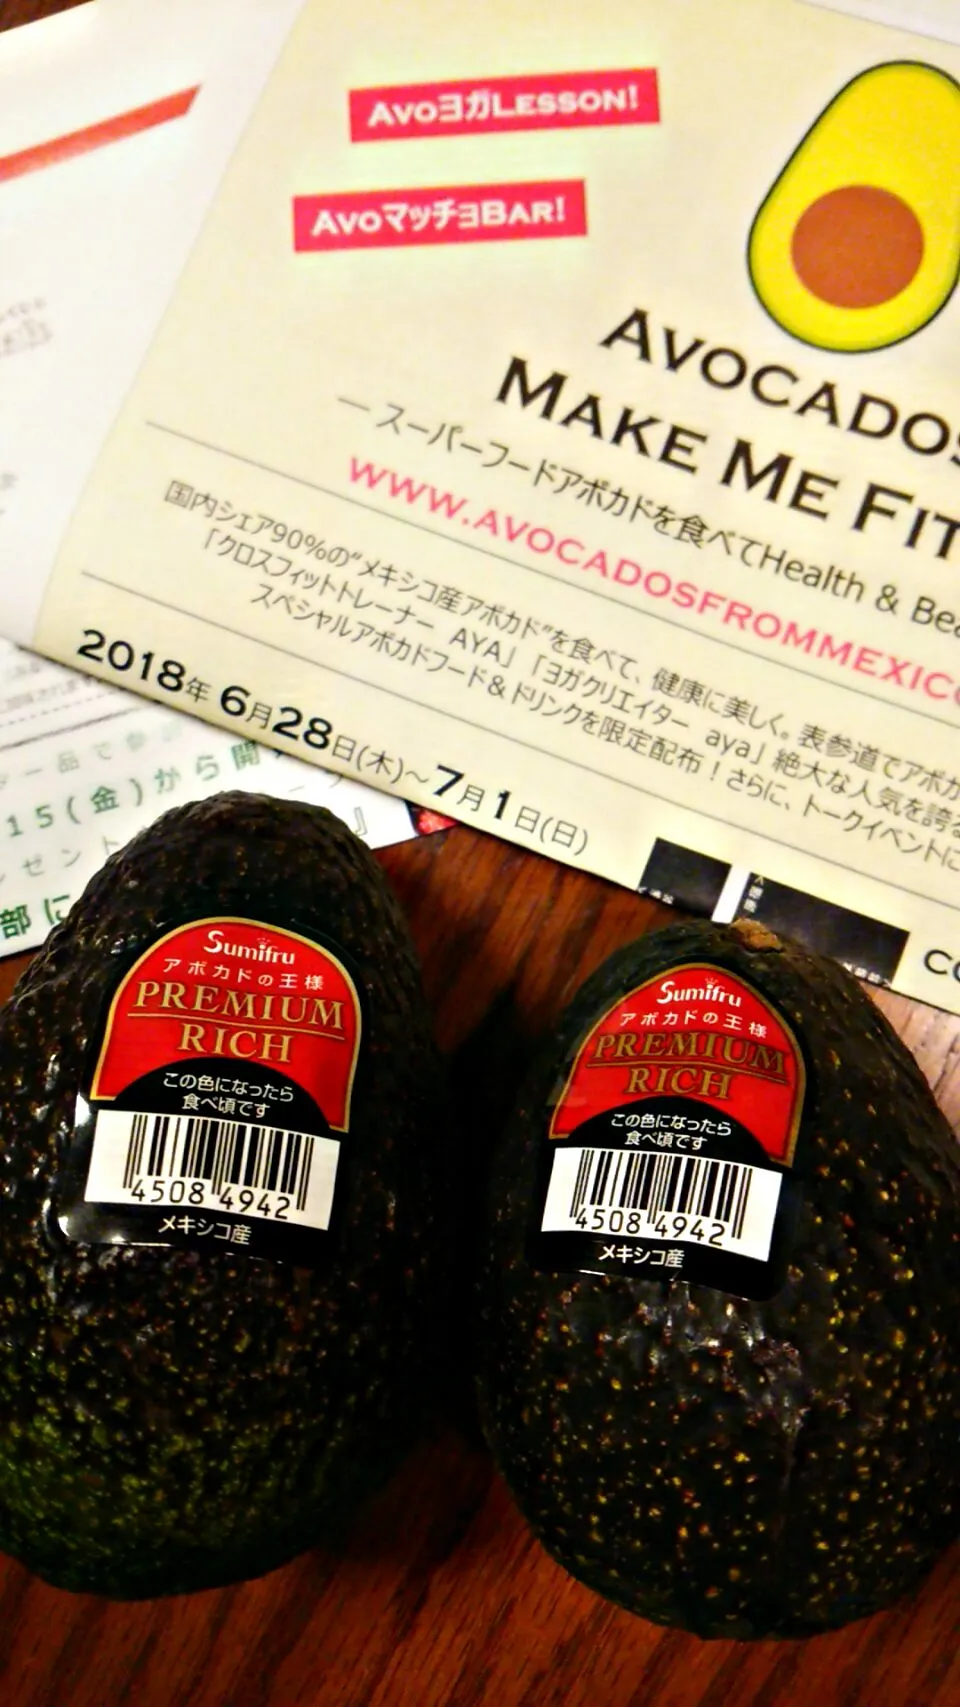 AvoヨガLesson!
AvoマッチョBar!
Avocados
Make Me Fit
― スーパーフードアボカドを食べてHealth &
www.avocadosfrommexico
国内シェア90%の"メキシコ産アボカド"を食べて、健康に美しく。表参道でアボカ
「クロスフィットトレーナー AYA」「ヨガクリエイター aya」絶大な人気を誇る
スペシャルアボカドフード&ドリンクを限定配布!さらに、トークイベントに
2018年 6月28日(木)~7月1日(日)
品で参
15(金)から開
ゼント
部に
Sumifru
アボカドの王様
PREMIUM
RICH
この色になったら
食べ頃です
4508 4942
メキシコ産
Sumifru
アボカドの王様
PREMIUM
RICH
この色になったら
食べ頃です
4508 4942
メキシコ産